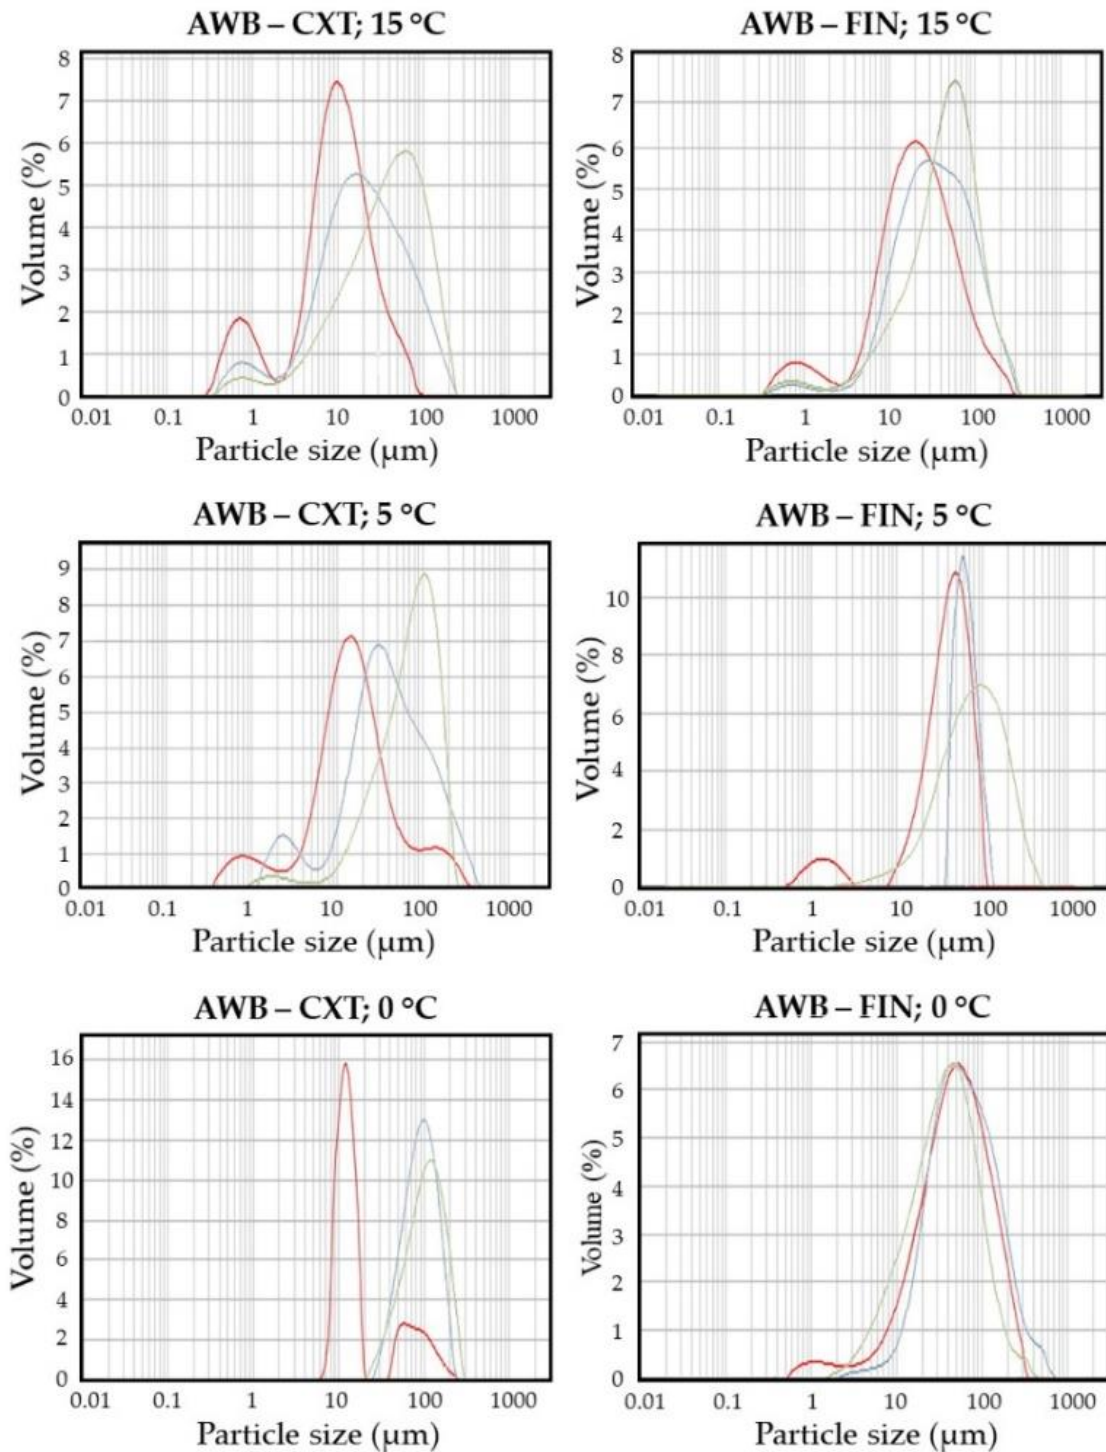 AWB – CXT; 15 °C
8
7
6
5
4
3
2
1
0
Volume (%)
0.01 0.1 1 10 100 1000
Particle size (µm)
AWB – FIN; 15 °C
8
7
6
5
4
3
2
1
0
Volume (%)
0.01 0.1 1 10 100 1000
Particle size (µm)
AWB – CXT; 5 °C
9
8
7
6
5
4
3
2
1
0
Volume (%)
0.01 0.1 1 10 100 1000
Particle size (µm)
AWB – FIN; 5 °C
10
8
6
4
2
0
Volume (%)
0.01 0.1 1 10 100 1000
Particle size (µm)
AWB – CXT; 0 °C
16
14
12
10
8
6
4
2
0
Volume (%)
0.01 0.1 1 10 100 1000
Particle size (µm)
AWB – FIN; 0 °C
7
6
5
4
3
2
1
0
Volume (%)
0.01 0.1 1 10 100 1000
Particle size (µm)